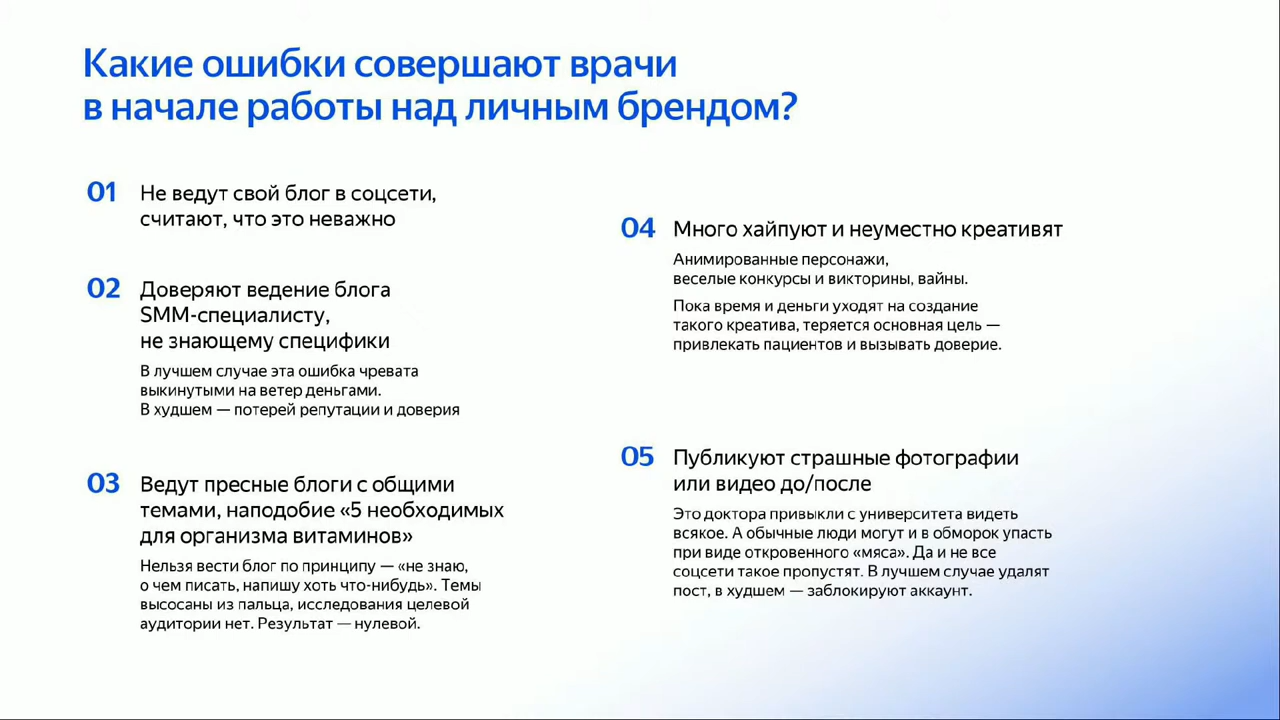 Какие ошибки совершают врачи
в начале работы над личным брендом?
01
Не ведут свой блог в соцсети,
считают, что это неважно
02
Доверяют ведение блога
SMM-специалисту,
не знающему специфики
В лучшем случае эта ошибка чревата
выкинутыми на ветер деньгами.
В худшем — потерей репутации и доверия
03
Ведут пресные блоги с общими
темами, наподобие «5 необходимых
для организма витаминов»
Нельзя вести блог по принципу — «не знаю,
о чем писать, напишу хоть что-нибудь». Темы
высосаны из пальца, исследования целевой
аудитории нет. Результат — нулевой.
04
Много хайпуют и неуместно креативят
Анимированные персонажи,
веселые конкурсы и викторины, вайны.
Пока время и деньги уходят на создание
такого креатива, теряется основная цель —
привлекать пациентов и вызывать доверие.
05
Публикуют страшные фотографии
или видео до/после
Это доктора привыкли с университета видеть
всякое. А обычные люди могут и в обморок упасть
при виде откровенного «мяса». Да и не все
соцсети такое пропустят. В лучшем случае удалят
пост, в худшем — заблокируют аккаунт.